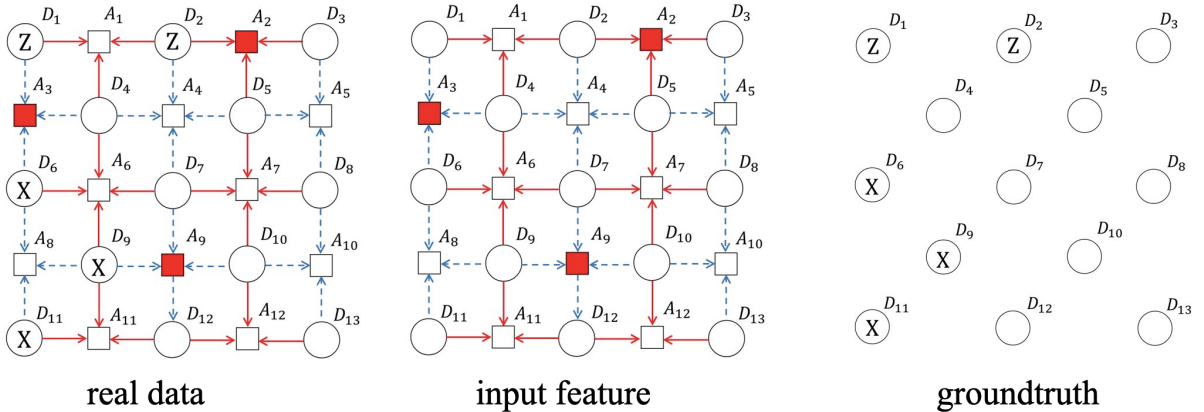 D1 A1 D2 A2 D3
Z Z
A3 D4 A4 D5 A5
D6 A6 D7 A7 D8
X
A8 D9 A9 D10 A10
X
D11 A11 D12 A12 D13
X
real data
D1 A1 D2 A2 D3
A3 D4 A4 D5 A5
D6 A6 D7 A7 D8
A8 D9 A9 D10 A10
D11 A11 D12 A12 D13
input feature
D1 D2 D3
Z Z
D4 D5
D6 D7 D8
X
D9 D10
X
D11 D12 D13
X
groundtruth